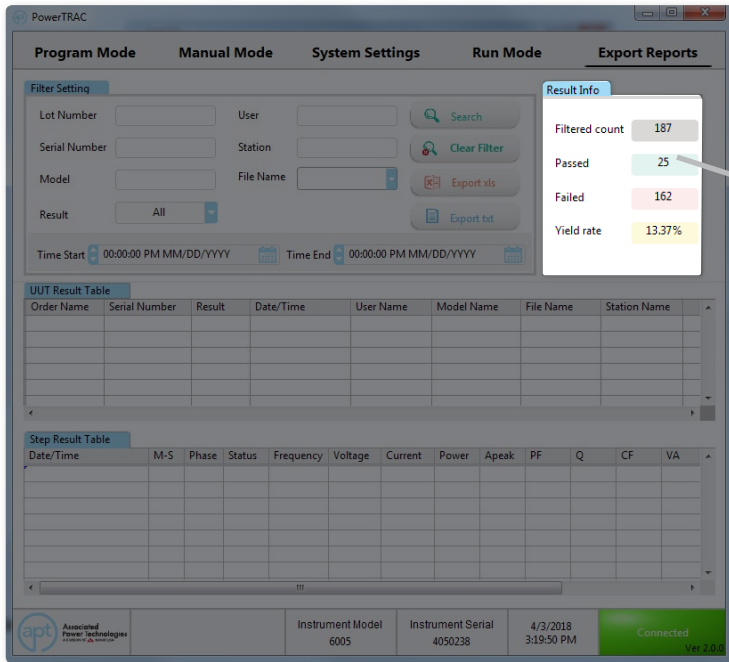 PowerTRAC
Program Mode Manual Mode System Settings Run Mode Export Reports
Filter Setting
Lot Number User Search
Serial Number Station Clear Filter
Model File Name Export xls
Result All Export txt
Time Start 00:00:00 PM MM/DD/YYYY Time End 00:00:00 PM MM/DD/YYYY
Result Info
Filtered count 187
Passed 25
Failed 162
Yield rate 13.37%
UUT Result Table
Order Name Serial Number Result Date/Time User Name Model Name File Name Station Name
Step Result Table
Date/Time M-S Phase Status Frequency Voltage Current Power Apeak PF Q CF VA
apt Associated
Power Technologies
Instrument Model
6005
Instrument Serial
4050238
4/3/2018
3:19:50 PM
Connected
Ver 2.0.0